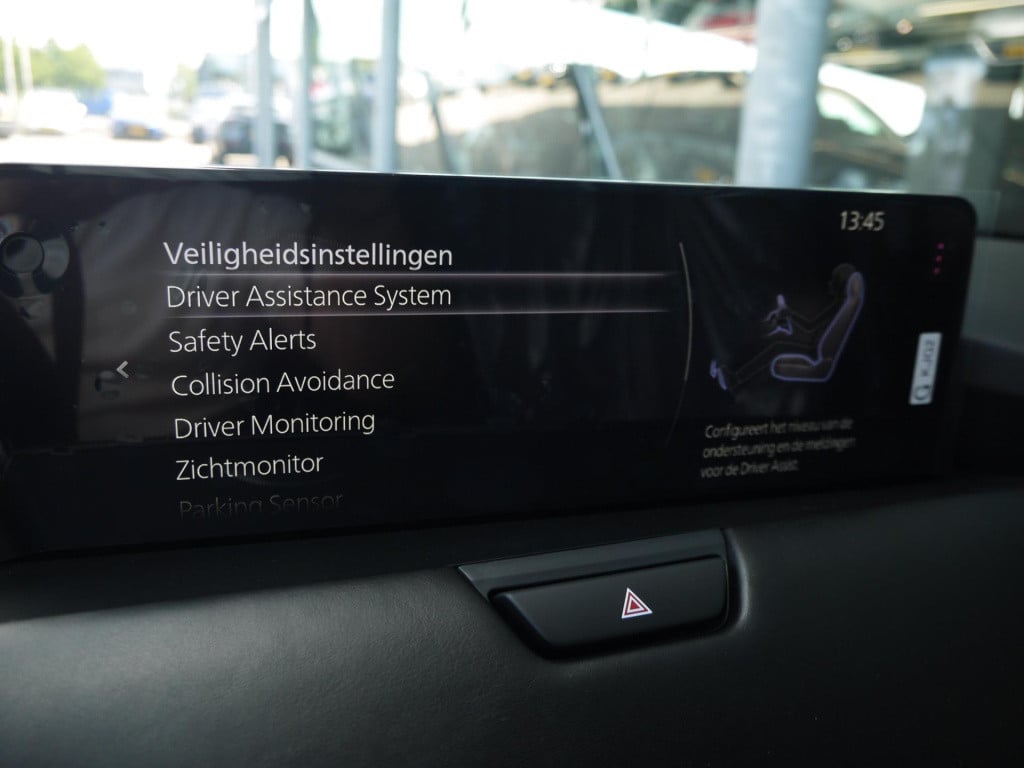 13:45
Veiligheidsinstellingen
Driver Assistance System
Safety Alerts
Collision Avoidance
Driver Monitoring
Zichtmonitor
Parking Sensor
Configureert het niveau van de
ondersteuning en de meldingen
voor de Driver Assist.